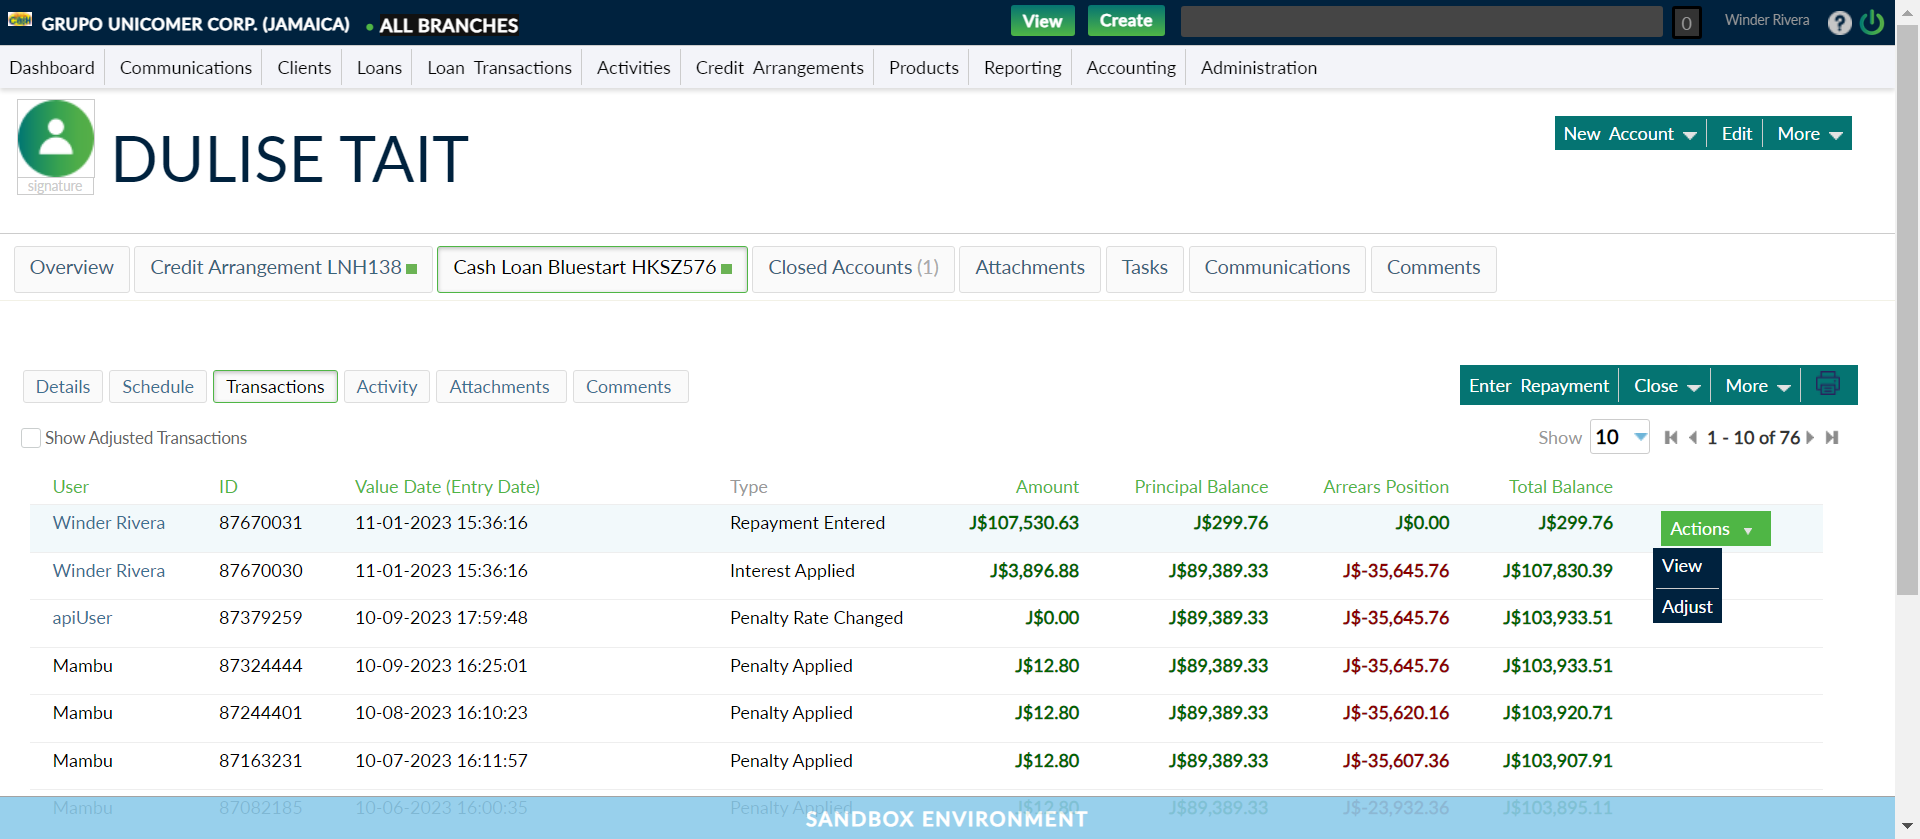 Cash GRUPO UNICOMER CORP. (JAMAICA) • ALL BRANCHES View Create 0 Winder Rivera ?
Dashboard Communications Clients Loans Loan Transactions Activities Credit Arrangements Products Reporting Accounting Administration
DULISE TAIT
signature
New Account Edit More
Overview Credit Arrangement LNH138 Cash Loan Bluestart HKSZ576 Closed Accounts (1) Attachments Tasks Communications Comments
Details Schedule Transactions Activity Attachments Comments Enter Repayment Close More
Show Adjusted Transactions Show 10 1 - 10 of 76
User ID Value Date (Entry Date) Type Amount Principal Balance Arrears Position Total Balance
Winder Rivera 87670031 11-01-2023 15:36:16 Repayment Entered J$107,530.63 J$299.76 J$0.00 J$299.76 Actions
View
Winder Rivera 87670030 11-01-2023 15:36:16 Interest Applied J$3,896.88 J$89,389.33 J$-35,645.76 J$107,830.39
Adjust
apiUser 87379259 10-09-2023 17:59:48 Penalty Rate Changed J$0.00 J$89,389.33 J$-35,645.76 J$103,933.51
Mambu 87324444 10-09-2023 16:25:01 Penalty Applied J$12.80 J$89,389.33 J$-35,645.76 J$103,933.51
Mambu 87244401 10-08-2023 16:10:23 Penalty Applied J$12.80 J$89,389.33 J$-35,620.16 J$103,920.71
Mambu 87163231 10-07-2023 16:11:57 Penalty Applied J$12.80 J$89,389.33 J$-35,607.36 J$103,907.91
Mambu 87082185 10-06-2023 16:00:35 Penalty Applied J$12.80 J$89,389.33 J$-23,932.36 J$103,895.11
SANDBOX ENVIRONMENT